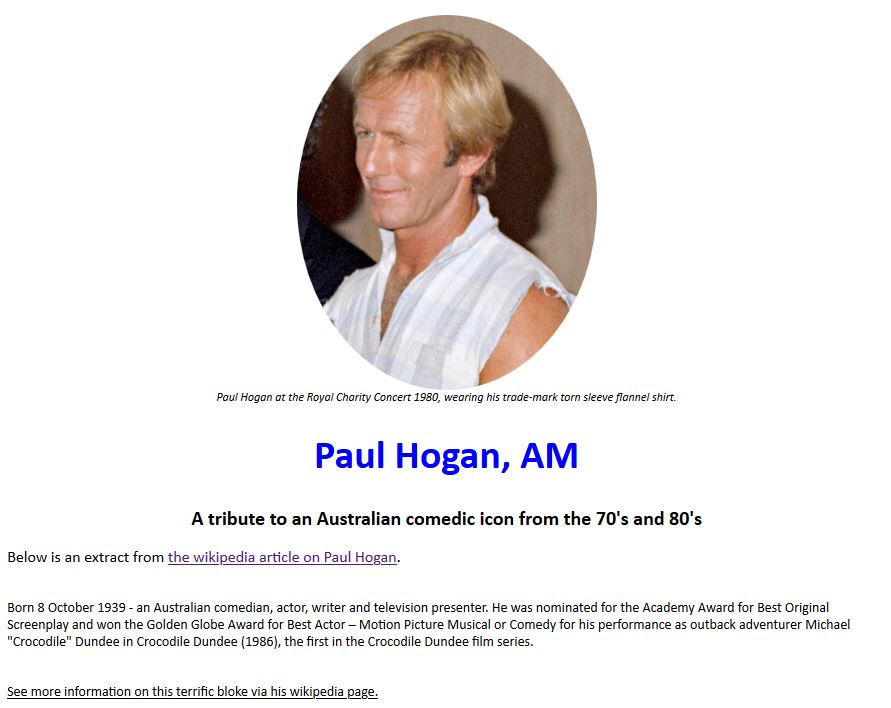 Paul Hogan at the Royal Charity Concert 1980, wearing his trade-mark torn sleeve flannel shirt.
Paul Hogan, AM
A tribute to an Australian comedic icon from the 70's and 80's
Below is an extract from the wikipedia article on Paul Hogan.
Born 8 October 1939 - an Australian comedian, actor, writer and television presenter. He was nominated for the Academy Award for Best Original
Screenplay and won the Golden Globe Award for Best Actor – Motion Picture Musical or Comedy for his performance as outback adventurer Michael
"Crocodile" Dundee in Crocodile Dundee (1986), the first in the Crocodile Dundee film series.
See more information on this terrific bloke via his wikipedia page.